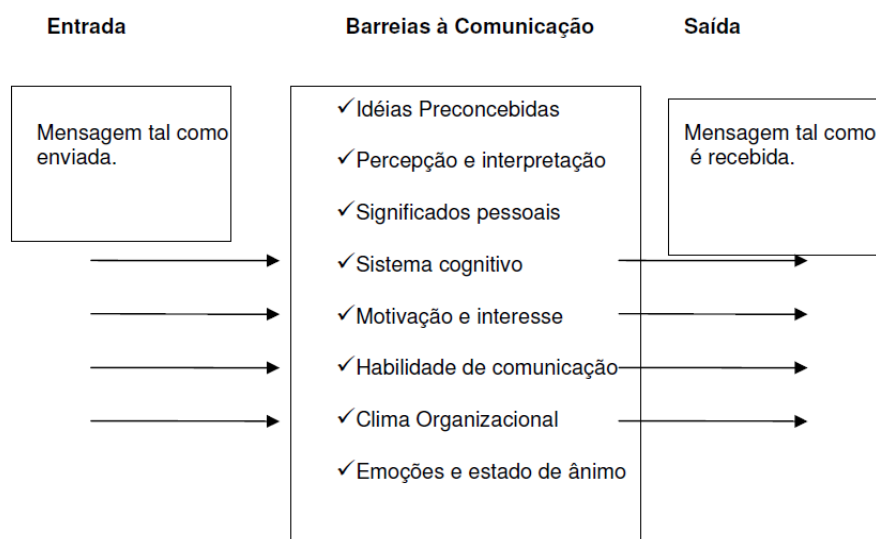 Entrada
Barreias à Comunicação
Saída
Mensagem tal como
enviada.
✓Idéias Preconcebidas
✓Percepção e interpretação
✓Significados pessoais
✓Sistema cognitivo
✓Motivação e interesse
✓Habilidade de comunicação
✓Clima Organizacional
✓Emoções e estado de ânimo
Mensagem tal como
é recebida.